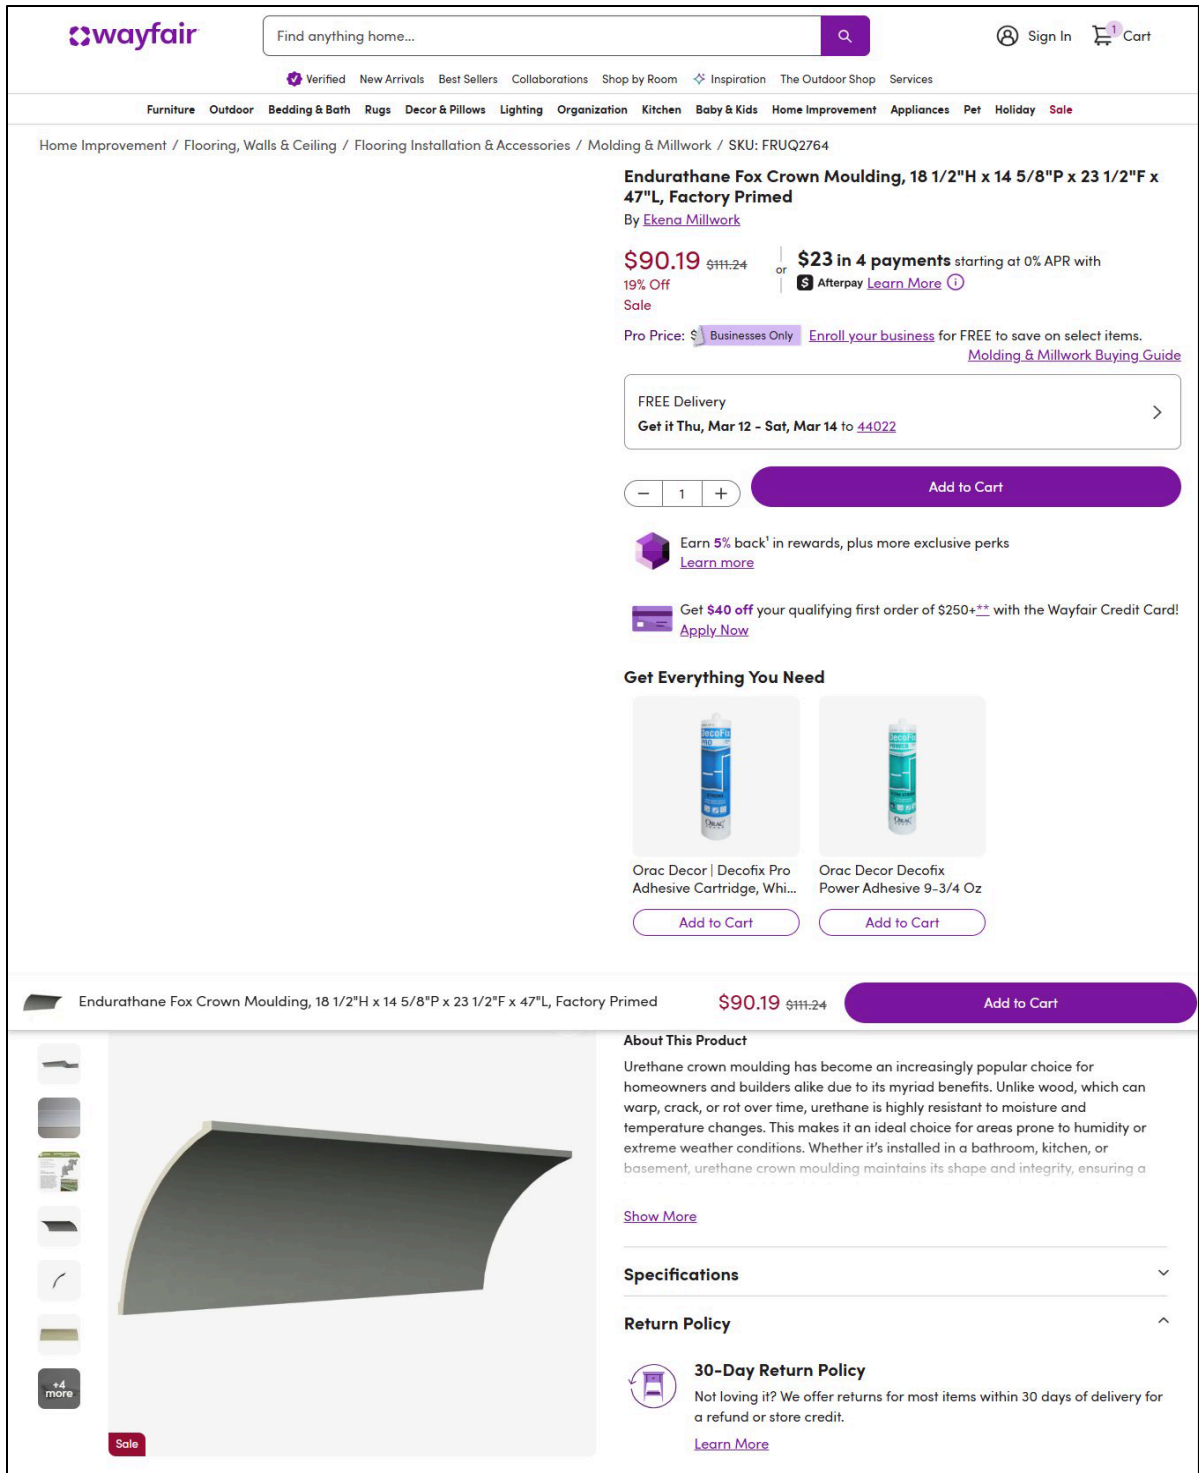 wayfair
Find anything home...
Sign In
1
Cart
Verified New Arrivals Best Sellers Collaborations Shop by Room Inspiration The Outdoor Shop Services
Furniture Outdoor Bedding & Bath Rugs Decor & Pillows Lighting Organization Kitchen Baby & Kids Home Improvement Appliances Pet Holiday Sale
Home Improvement / Flooring, Walls & Ceiling / Flooring Installation & Accessories / Molding & Millwork / SKU: FRUQ2764
Endurathane Fox Crown Moulding, 18 1/2"H x 14 5/8"P x 23 1/2"F x
47"L, Factory Primed
By Ekena Millwork
$90.19 $111.24
19% Off
Sale
or
$23 in 4 payments starting at 0% APR with
S Afterpay Learn More i
Pro Price: $ Businesses Only Enroll your business for FREE to save on select items.
Molding & Millwork Buying Guide
FREE Delivery
Get it Thu, Mar 12 - Sat, Mar 14 to 44022
− 1 +
Add to Cart
Earn 5% back¹ in rewards, plus more exclusive perks
Learn more
Get $40 off your qualifying first order of $250+** with the Wayfair Credit Card!
Apply Now
Get Everything You Need
DecoFix
PRO
ORAC
DecoFix
POWER
ORAC
Orac Decor | Decofix Pro
Adhesive Cartridge, Whi...
Orac Decor Decofix
Power Adhesive 9-3/4 Oz
Add to Cart
Add to Cart
Endurathane Fox Crown Moulding, 18 1/2"H x 14 5/8"P x 23 1/2"F x 47"L, Factory Primed
$90.19 $111.24
Add to Cart
About This Product
Urethane crown moulding has become an increasingly popular choice for
homeowners and builders alike due to its myriad benefits. Unlike wood, which can
warp, crack, or rot over time, urethane is highly resistant to moisture and
temperature changes. This makes it an ideal choice for areas prone to humidity or
extreme weather conditions. Whether it's installed in a bathroom, kitchen, or
basement, urethane crown moulding maintains its shape and integrity, ensuring a
Show More
Specifications
Return Policy
30-Day Return Policy
Not loving it? We offer returns for most items within 30 days of delivery for
a refund or store credit.
Learn More
+4
more
Sale